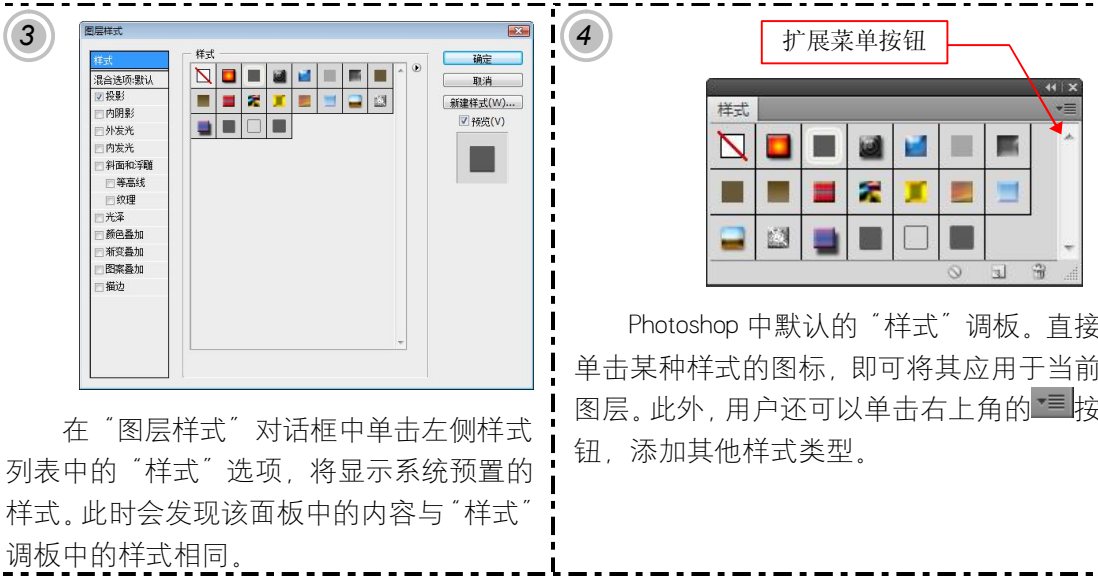 3
图层样式
样式
混合选项:默认
投影
内阴影
外发光
内发光
斜面和浮雕
等高线
纹理
光泽
颜色叠加
渐变叠加
图案叠加
描边
样式
确定
取消
新建样式(W)...
预览(V)
在“图层样式”对话框中单击左侧样式
列表中的“样式”选项，将显示系统预置的
样式。此时会发现该面板中的内容与“样式”
调板中的样式相同。
4
扩展菜单按钮
样式
Photoshop 中默认的“样式”调板。直接
单击某种样式的图标，即可将其应用于当前
图层。此外，用户还可以单击右上角的按
钮，添加其他样式类型。